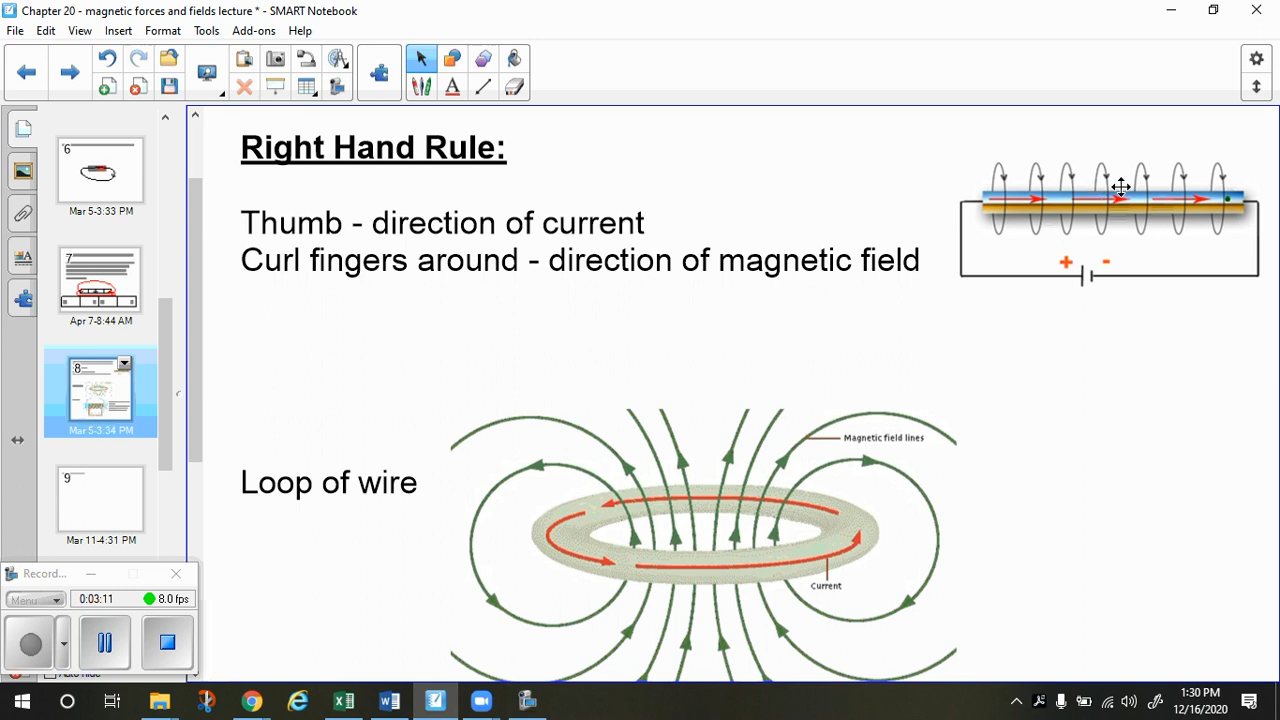 Chapter 20 - magnetic forces and fields lecture * - SMART Notebook
File Edit View Insert Format Tools Add-ons Help
6
Mar 5-3:33 PM
7
Apr 7-8:44 AM
8
Mar 5-3:34 PM
9
Mar 11-4:31 PM
Right Hand Rule:
Thumb - direction of current
Curl fingers around - direction of magnetic field
+ -
Magnetic field lines
Loop of wire
Current
Record...
Menu 0:03:11 8.0 fps
Auto hide
1:30 PM
12/16/2020